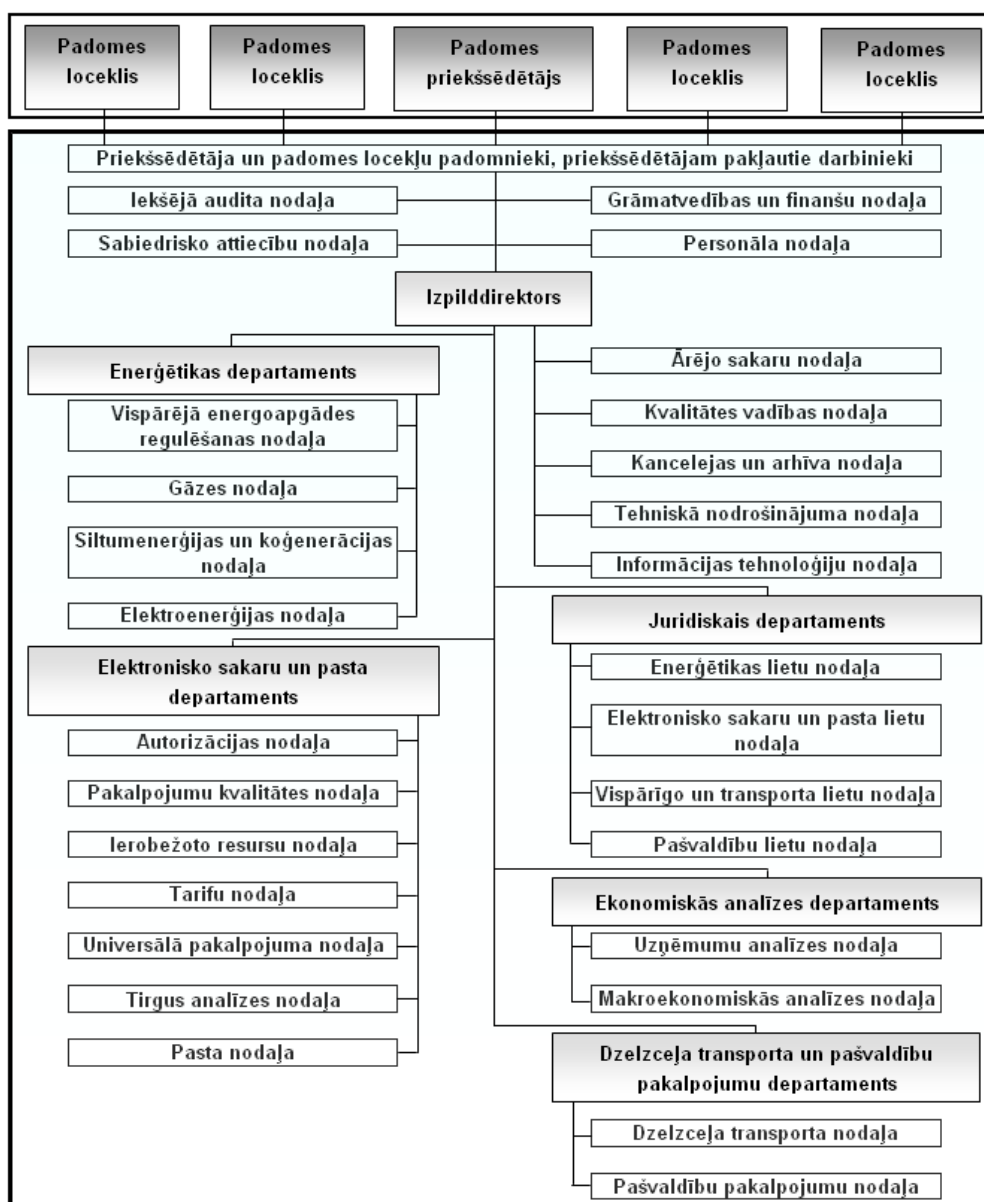 Padomes
loceklis
Padomes
loceklis
Padomes
priekšsēdētājs
Padomes
loceklis
Padomes
loceklis
Priekšsēdētāja un padomes locekļu padomnieki, priekšsēdētājam pakļautie darbinieki
Iekšējā audita nodaļa
Grāmatvedības un finanšu nodaļa
Sabiedrisko attiecību nodaļa
Personāla nodaļa
Izpilddirektors
Enerģētikas departaments
Vispārējā energoapgādes
regulēšanas nodaļa
Gāzes nodaļa
Siltumenerģijas un koģenerācijas
nodaļa
Elektroenerģijas nodaļa
Ārējo sakaru nodaļa
Kvalitātes vadības nodaļa
Kancelejas un arhīva nodaļa
Tehniskā nodrošinājuma nodaļa
Informācijas tehnoloģiju nodaļa
Elektronisko sakaru un pasta
departaments
Autorizācijas nodaļa
Pakalpojumu kvalitātes nodaļa
Ierobežoto resursu nodaļa
Tarifu nodaļa
Universālā pakalpojuma nodaļa
Tirgus analīzes nodaļa
Pasta nodaļa
Juridiskais departaments
Enerģētikas lietu nodaļa
Elektronisko sakaru un pasta lietu
nodaļa
Vispārīgo un transporta lietu nodaļa
Pašvaldību lietu nodaļa
Ekonomiskās analīzes departaments
Uzņēmumu analīzes nodaļa
Makroekonomiskās analīzes nodaļa
Dzelzceļa transporta un pašvaldību
pakalpojumu departaments
Dzelzceļa transporta nodaļa
Pašvaldību pakalpojumu nodaļa